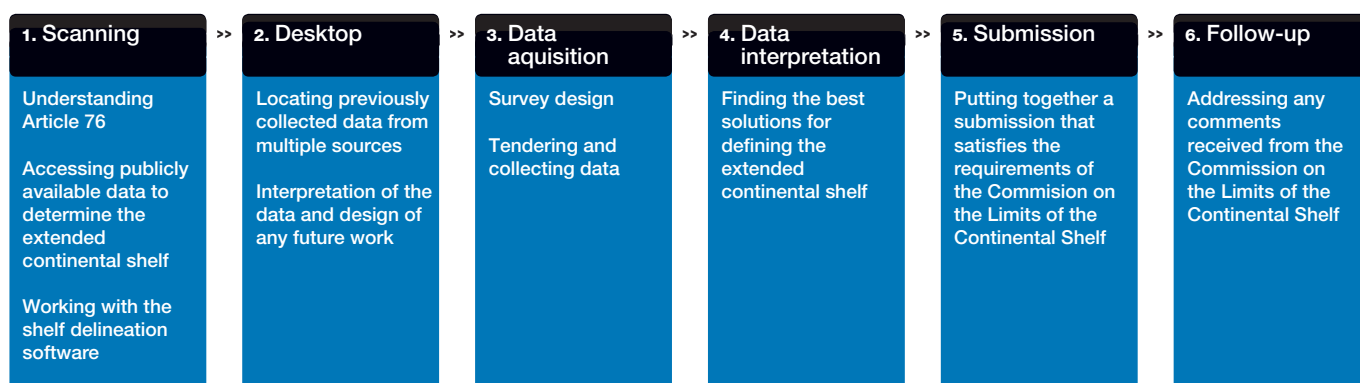 1. Scanning
Understanding
Article 76
Accessing publicly
available data to
determine the
extended
continental shelf
Working with the
shelf delineation
software
>>
2. Desktop
Locating previously
collected data from
multiple sources
Interpretation of the
data and design of
any future work
>>
3. Data
aquisition
Survey design
Tendering and
collecting data
>>
4. Data
interpretation
Finding the best
solutions for
defining the
extended
continental shelf
>>
5. Submission
Putting together a
submission that
satisfies the
requirements of
the Commision on
the Limits of the
Continental Shelf
>>
6. Follow-up
Addressing any
comments
received from the
Commission on
the Limits of the
Continental Shelf